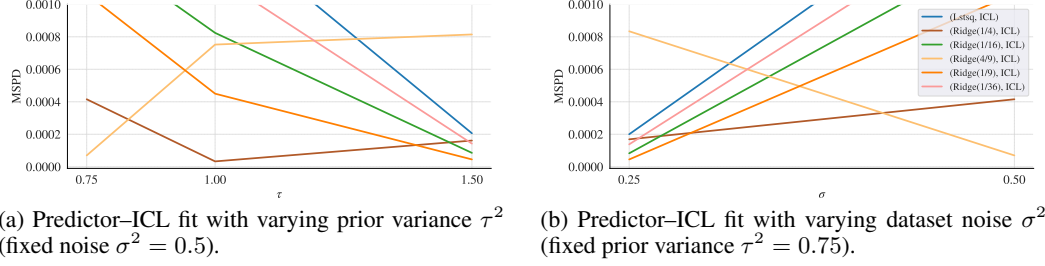 0.0010
0.0008
0.0006
0.0004
0.0002
0.0000
MSPD
0.75
1.00
1.50
τ
0.0010
0.0008
0.0006
0.0004
0.0002
0.0000
MSPD
(Lstsq, ICL)
(Ridge(1/4), ICL)
(Ridge(1/16), ICL)
(Ridge(4/9), ICL)
(Ridge(1/9), ICL)
(Ridge(1/36), ICL)
0.25
0.50
σ
(a) Predictor–ICL fit with varying prior variance τ²
(fixed noise σ² = 0.5).
(b) Predictor–ICL fit with varying dataset noise σ²
(fixed prior variance τ² = 0.75).